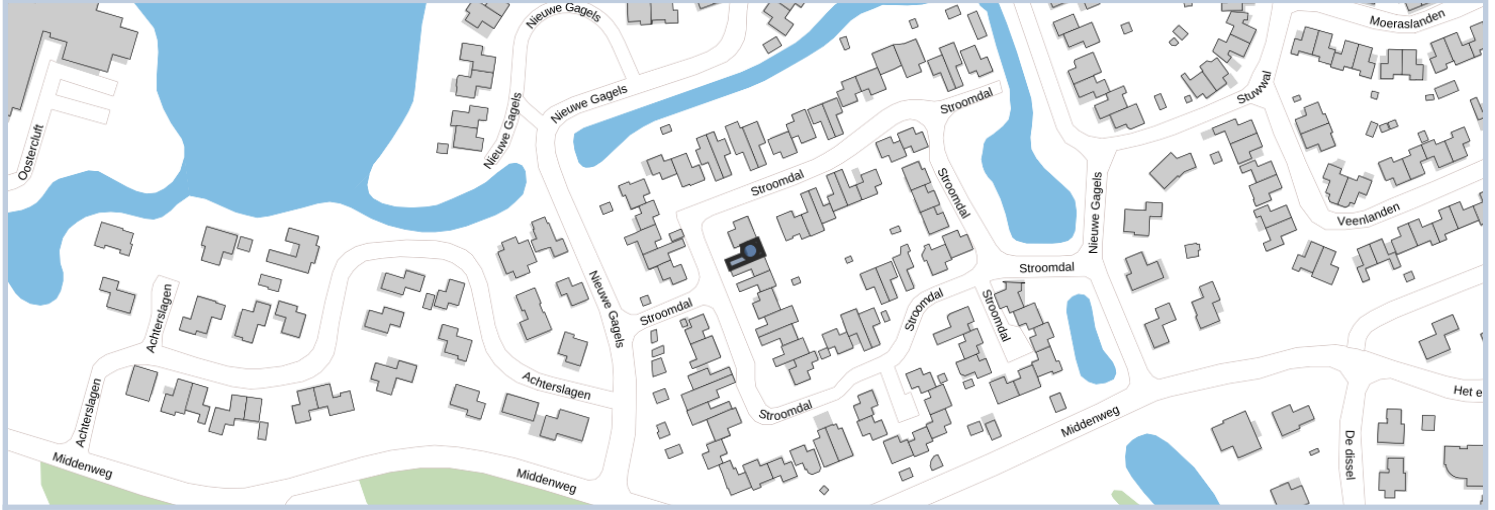 Nieuwe Gagels
Moeraslanden
Stuwwal
Nieuwe Gagels
Stroomdal
Nieuwe Gagels
Oostercluft
Stroomdal
Stroomdal
Nieuwe Gagels
Veenlanden
Stroomdal
Achterslagen
Nieuwe Gagels
Stroomdal
Stroomdal
Stroomdal
Achterslagen
Het e
Achterslagen
Stroomdal
Middenweg
De dissel
Middenweg
Middenweg